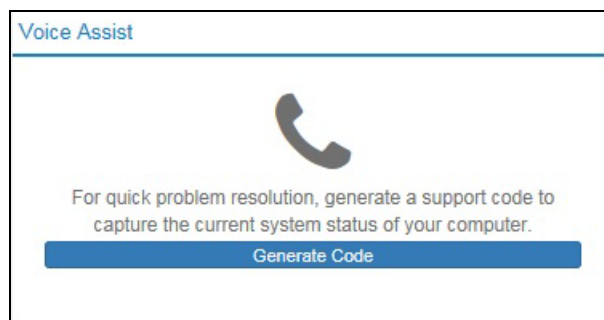 Voice Assist
For quick problem resolution, generate a support code to
capture the current system status of your computer.
Generate Code